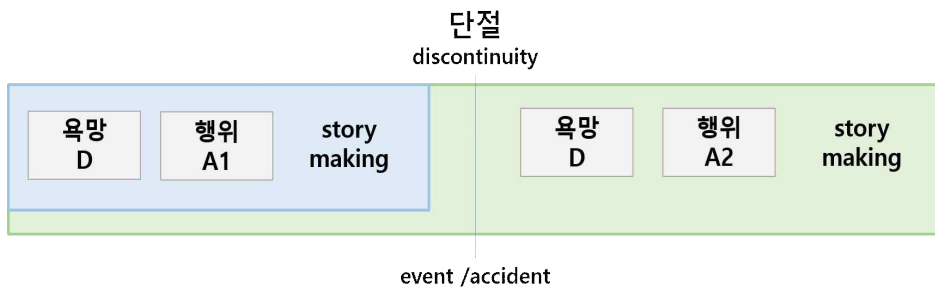 단절
discontinuity
욕망
D
행위
A1
story
making
욕망
D
행위
A2
story
making
event /accident